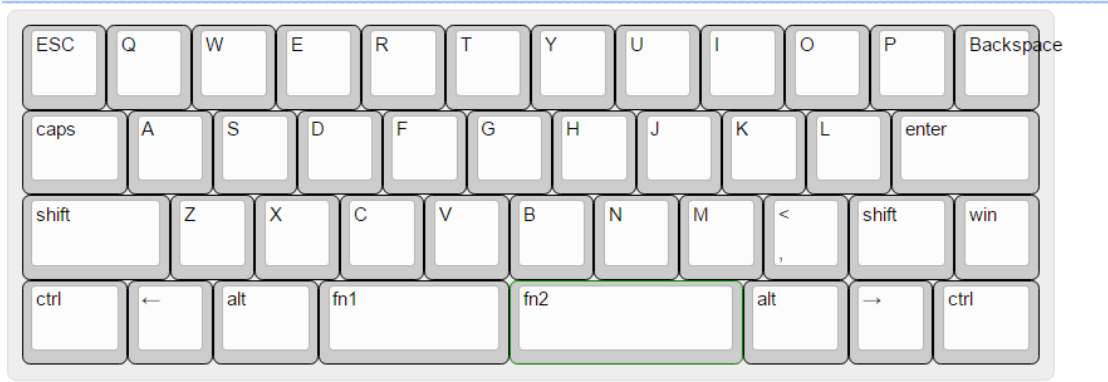 ESC Q W E R T Y U I O P Backspace
caps A S D F G H J K L enter
shift Z X C V B N M < shift win
,
ctrl ← alt fn1 fn2 alt → ctrl